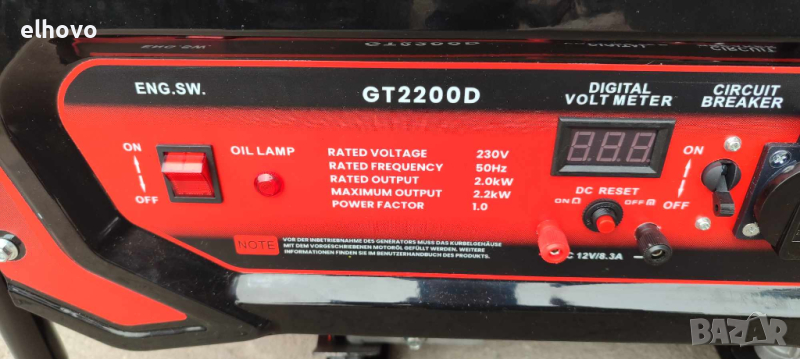 elhovo
ENG.SW.
GT2200D
DIGITAL
VOLT METER
CIRCUIT
BREAKER
ON
OFF
OIL LAMP
RATED VOLTAGE 230V
RATED FREQUENCY 50Hz
RATED OUTPUT 2.0kW
MAXIMUM OUTPUT 2.2kW
POWER FACTOR 1.0
DC RESET
ON OFF
ON
OFF
NOTE
VOR DER INBETRIEBNAHME DES GENERATORS MUSS DAS KURBELGEHÄUSE
MIT DEM VORGESCHRIEBENEN MOTORÖL GEFÜLLT WERDEN. WEITERE
INFORMATIONEN FINDEN SIE IM BENUTZERHANDBUCH DES PRODUKTS.
C 12V/8.3A
BAZAR.bg